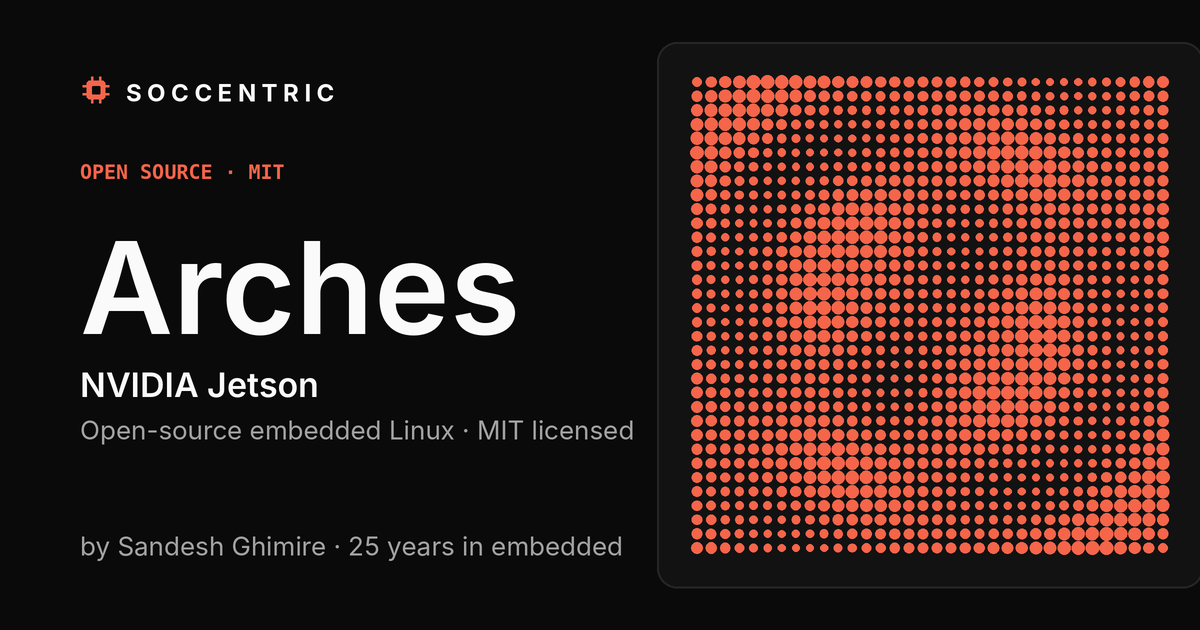 SOCCENTRIC
OPEN SOURCE · MIT
Arches
NVIDIA Jetson
Open-source embedded Linux · MIT licensed
by Sandesh Ghimire · 25 years in embedded